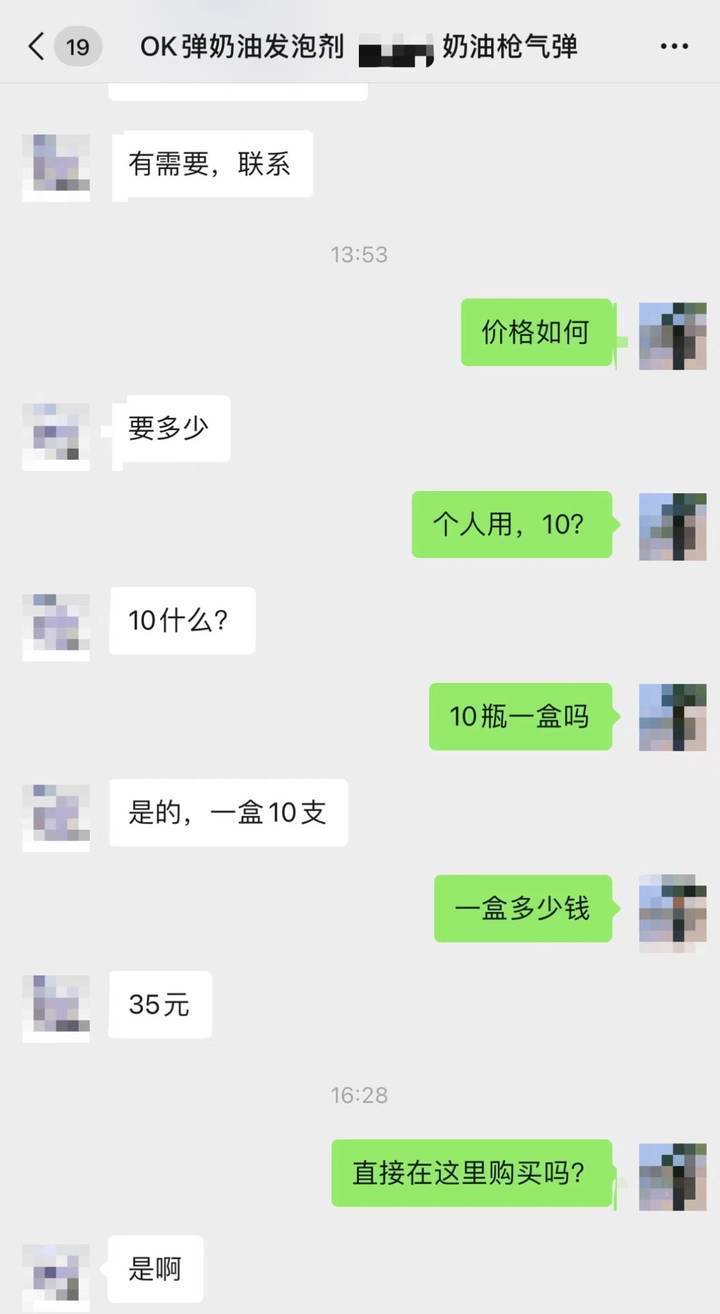 19
OK弹奶油发泡剂 奶油枪气弹
有需要，联系
13:53
价格如何
要多少
个人用，10?
10什么?
10瓶一盒吗
是的，一盒10支
一盒多少钱
35元
16:28
直接在这里购买吗?
是啊